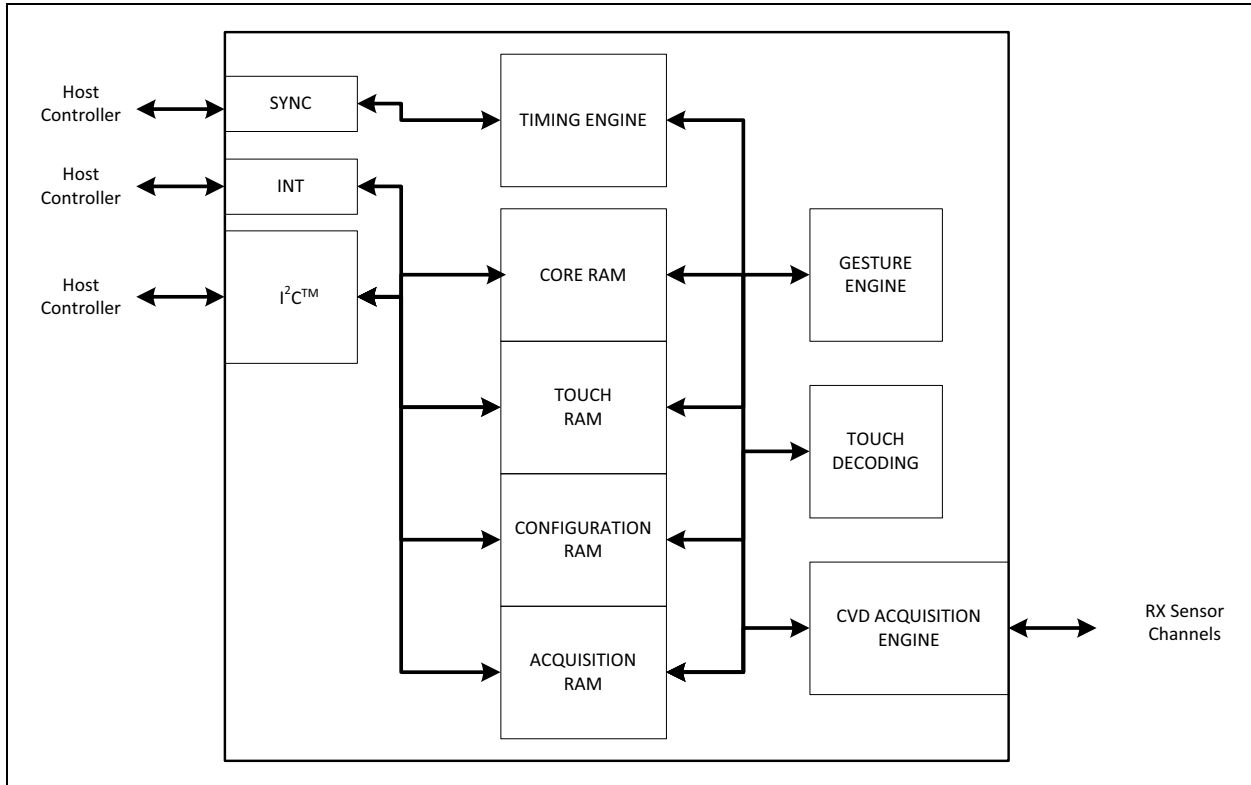 Host
Controller
SYNC
TIMING ENGINE
Host
Controller
INT
Host
Controller
I²C™
CORE RAM
GESTURE
ENGINE
TOUCH
RAM
TOUCH
DECODING
CONFIGURATION
RAM
CVD ACQUISITION
ENGINE
RX Sensor
Channels
ACQUISITION
RAM